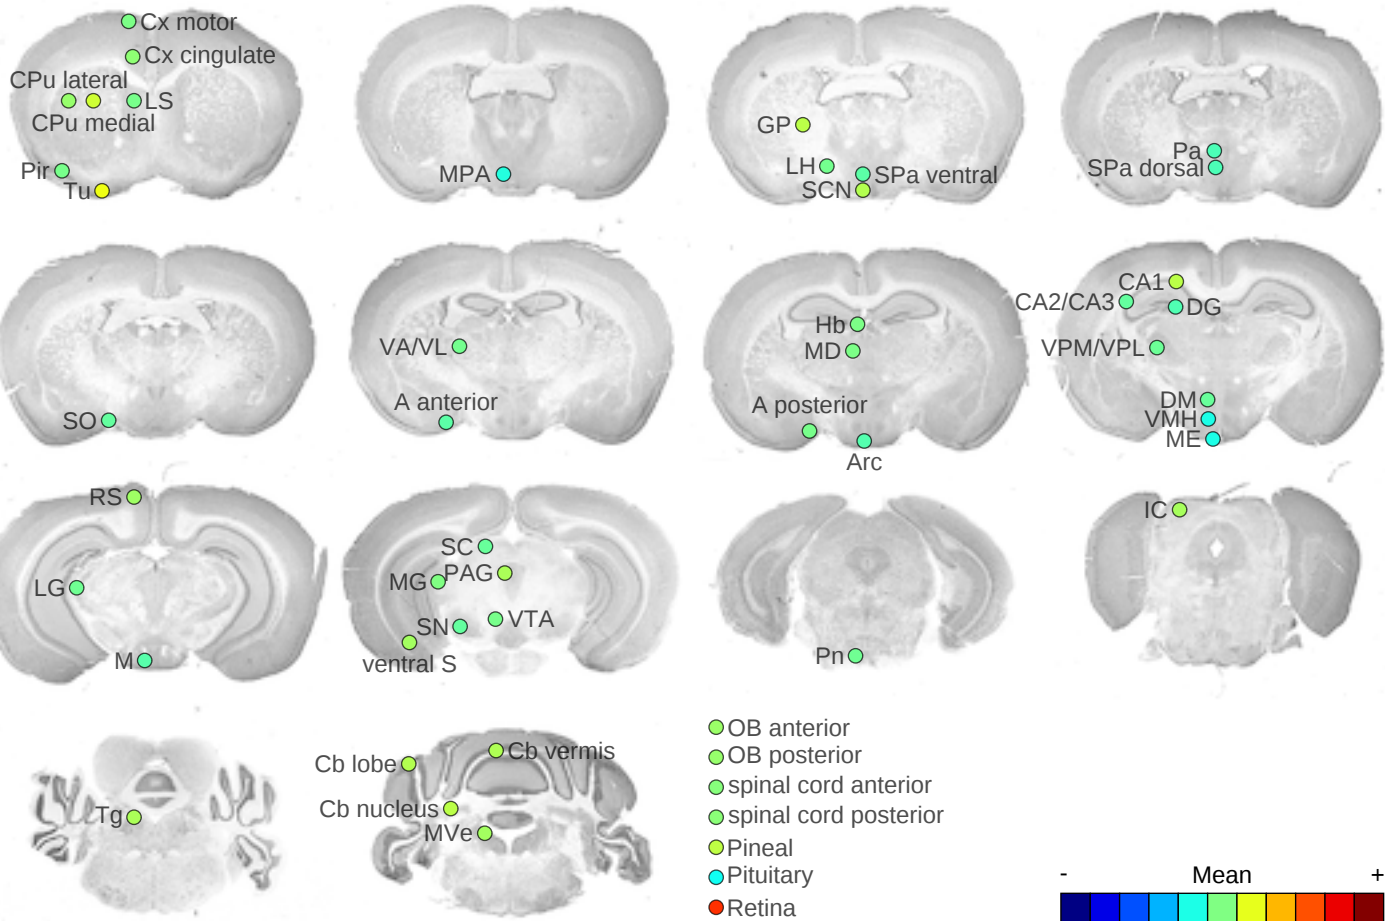 Cx motor
Cx cingulate
CPu lateral
LS
CPu medial
Pir
Tu
MPA
GP
LH
SPa ventral
SCN
Pa
SPa dorsal
SO
VA/VL
A anterior
Hb
MD
A posterior
Arc
CA1
CA2/CA3
DG
VPM/VPL
DM
VMH
ME
RS
LG
M
SC
PAG
MG
SN
VTA
ventral S
Pn
IC
Tg
Cb lobe
Cb vermis
Cb nucleus
MVe
OB anterior
OB posterior
spinal cord anterior
spinal cord posterior
Pineal
Pituitary
Retina
- Mean +